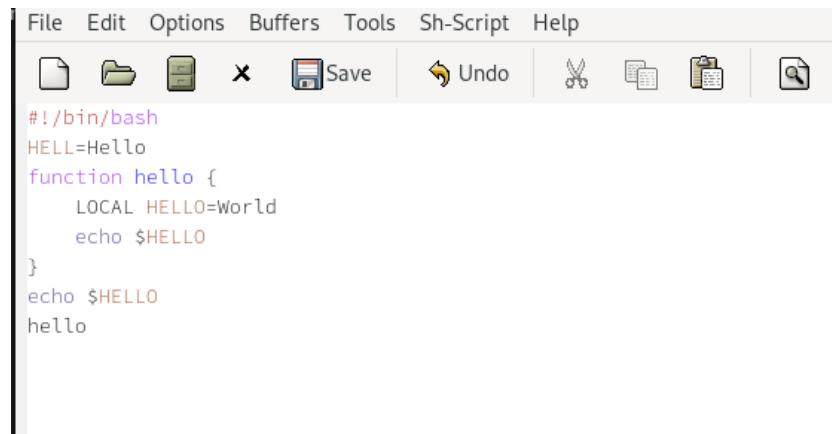 File Edit Options Buffers Tools Sh-Script Help
Save Undo
#!/bin/bash
HELL=Hello
function hello {
    LOCAL HELLO=World
    echo $HELLO
}
echo $HELLO
hello